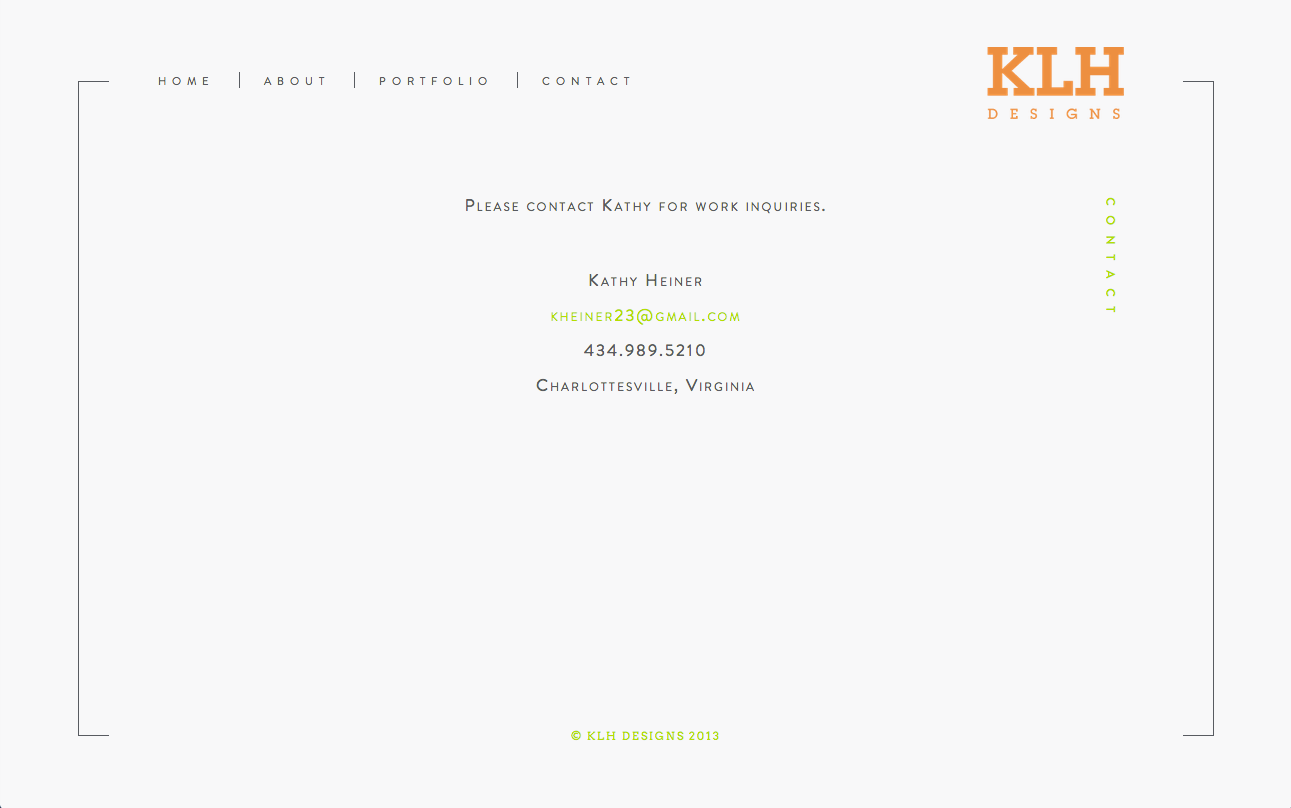 HOME | ABOUT | PORTFOLIO | CONTACT
KLH
DESIGNS
CONTACT
Please contact Kathy for work inquiries.
Kathy Heiner
kheiner23@gmail.com
434.989.5210
Charlottesville, Virginia
© KLH DESIGNS 2013